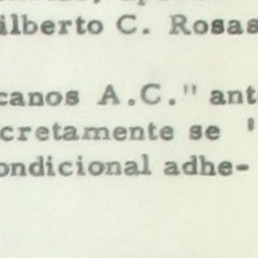 ilberto C. Rosas
canos A.C." ant
cretamente se "
ondicional adhe-